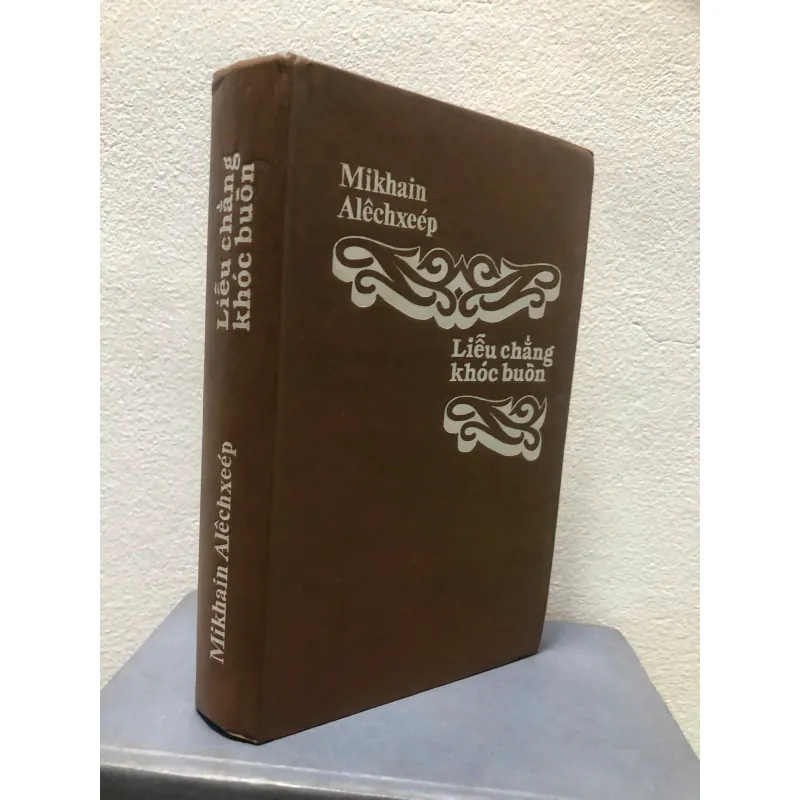 Mikhain
Alêchxeép
Liễu chẳng
khóc buồn
Liễu chẳng
khóc buồn
Mikhain Alêchxeép